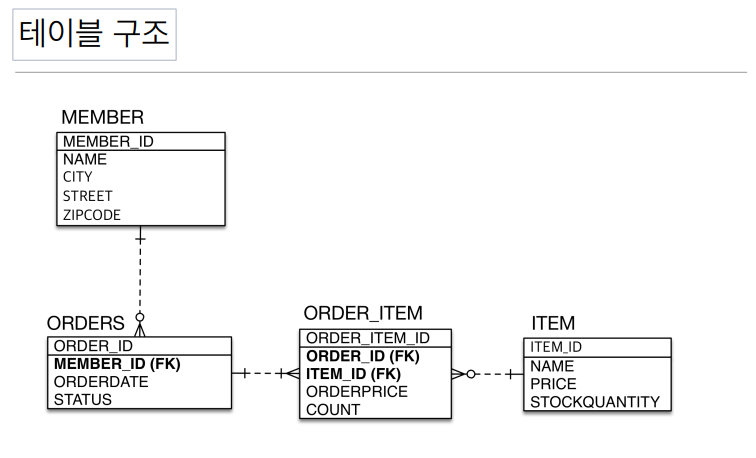 테이블 구조
MEMBER
MEMBER_ID
NAME
CITY
STREET
ZIPCODE
ORDERS
ORDER_ID
MEMBER_ID (FK)
ORDERDATE
STATUS
ORDER_ITEM
ORDER_ITEM_ID
ORDER_ID (FK)
ITEM_ID (FK)
ORDERPRICE
COUNT
ITEM
ITEM_ID
NAME
PRICE
STOCKQUANTITY